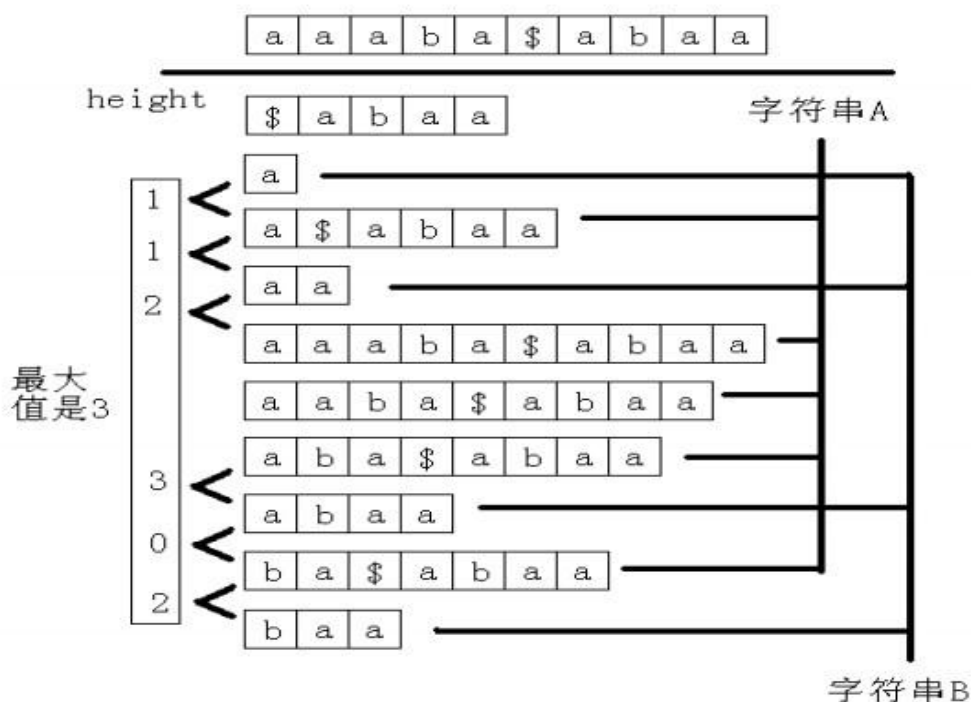 a a a b a $ a b a a
height
$ a b a a
字符串A
a
1
a $ a b a a
1
a a
2
a a a b a $ a b a a
最大
值是3
a a b a $ a b a a
a b a $ a b a a
3
a b a a
0
b a $ a b a a
2
b a a
字符串B